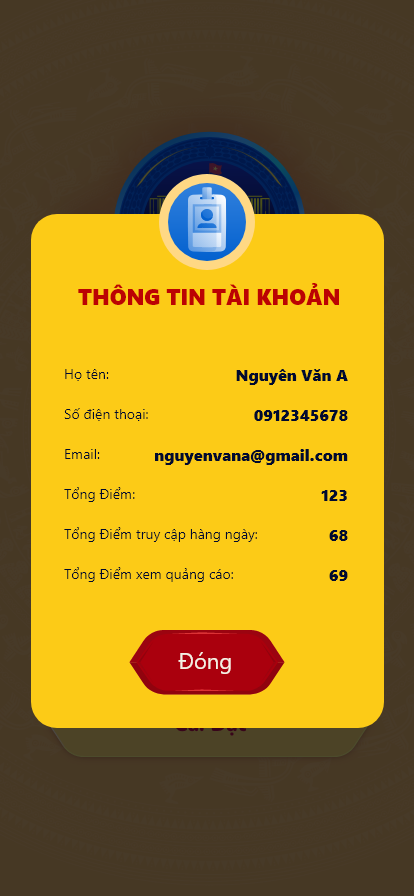 THÔNG TIN TÀI KHOẢN
Họ tên: Nguyên Văn A
Số điện thoại: 0912345678
Email: nguyenvana@gmail.com
Tổng Điểm: 123
Tổng Điểm truy cập hàng ngày: 68
Tổng Điểm xem quảng cáo: 69
Đóng